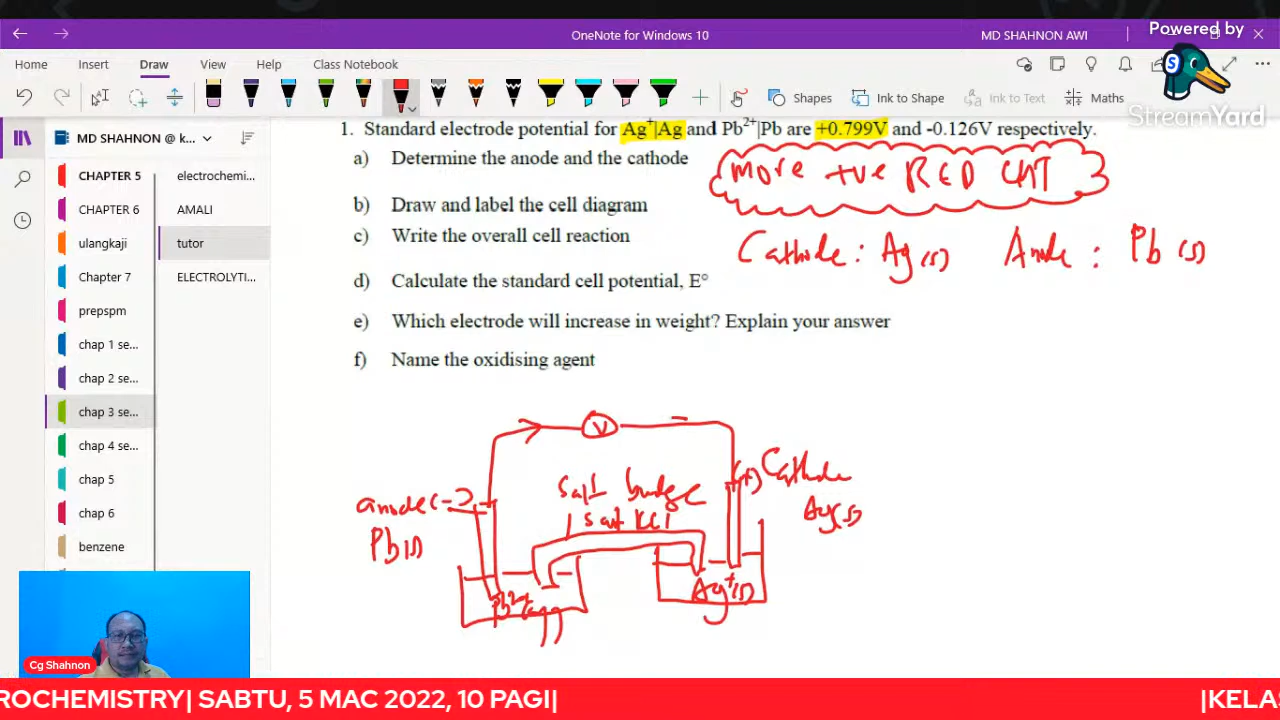 OneNote for Windows 10
MD SHAHNON AWI
Powered by
StreamYard
Home Insert Draw View Help Class Notebook
Shapes Ink to Shape Ink to Text Maths
MD SHAHNON @ k...
CHAPTER 5
CHAPTER 6
ulangkaji
Chapter 7
prepspm
chap 1 se...
chap 2 se...
chap 3 se...
chap 4 se...
chap 5
chap 6
benzene
electrochemi...
AMALI
tutor
ELECTROLYTI...
1. Standard electrode potential for Ag⁺|Ag and Pb²⁺|Pb are +0.799V and -0.126V respectively.
a) Determine the anode and the cathode
More +ve RED CAT
b) Draw and label the cell diagram
c) Write the overall cell reaction
Cathode : Ag(s) Anode : Pb (s)
d) Calculate the standard cell potential, E°
e) Which electrode will increase in weight? Explain your answer
f) Name the oxidising agent
V
anode (-)
Pb(s)
Salt bridge
sat KCl
(+) Cathode
Ag(s)
Pb²⁺(aq)
Ag⁺(s)
Cg Shahnon
ROCHEMISTRY| SABTU, 5 MAC 2022, 10 PAGI| |KELAS